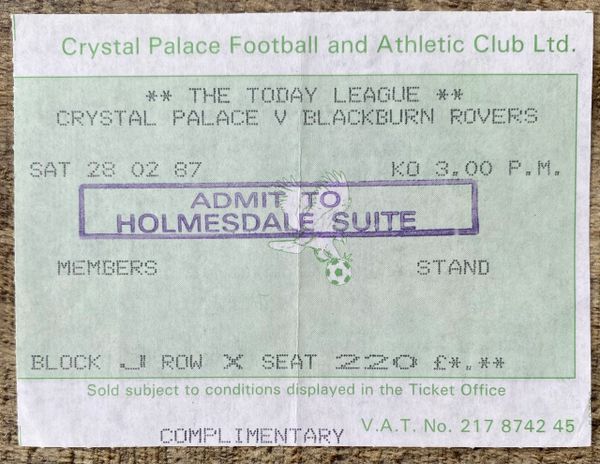 Crystal Palace Football and Athletic Club Ltd.
** THE TODAY LEAGUE **
CRYSTAL PALACE V BLACKBURN ROVERS
SAT 28 02 87 KO 3.00 P.M.
ADMIT TO
HOLMESDALE SUITE
MEMBERS STAND
BLOCK J ROW X SEAT 220 £*.**
Sold subject to conditions displayed in the Ticket Office
V.A.T. No. 217 8742 45
COMPLIMENTARY